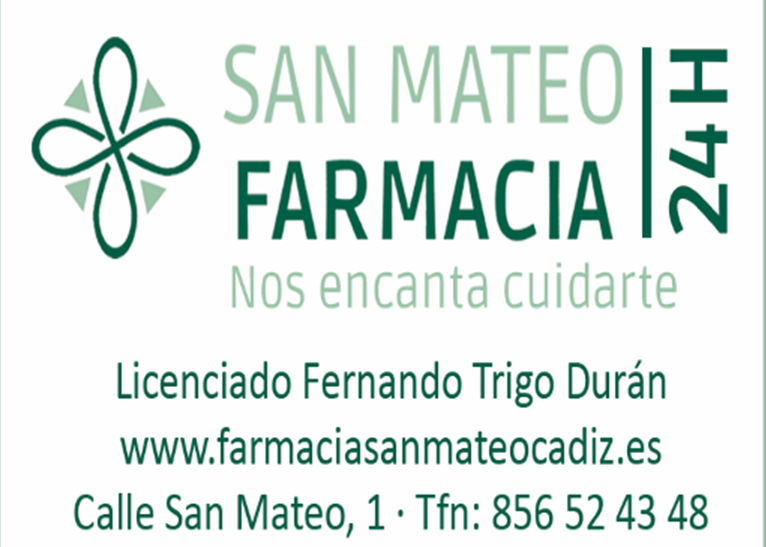 SAN MATEO
FARMACIA
24H
Nos encanta cuidarte
Licenciado Fernando Trigo Durán
www.farmaciasanmateocadiz.es
Calle San Mateo, 1 · Tfn: 856 52 43 48